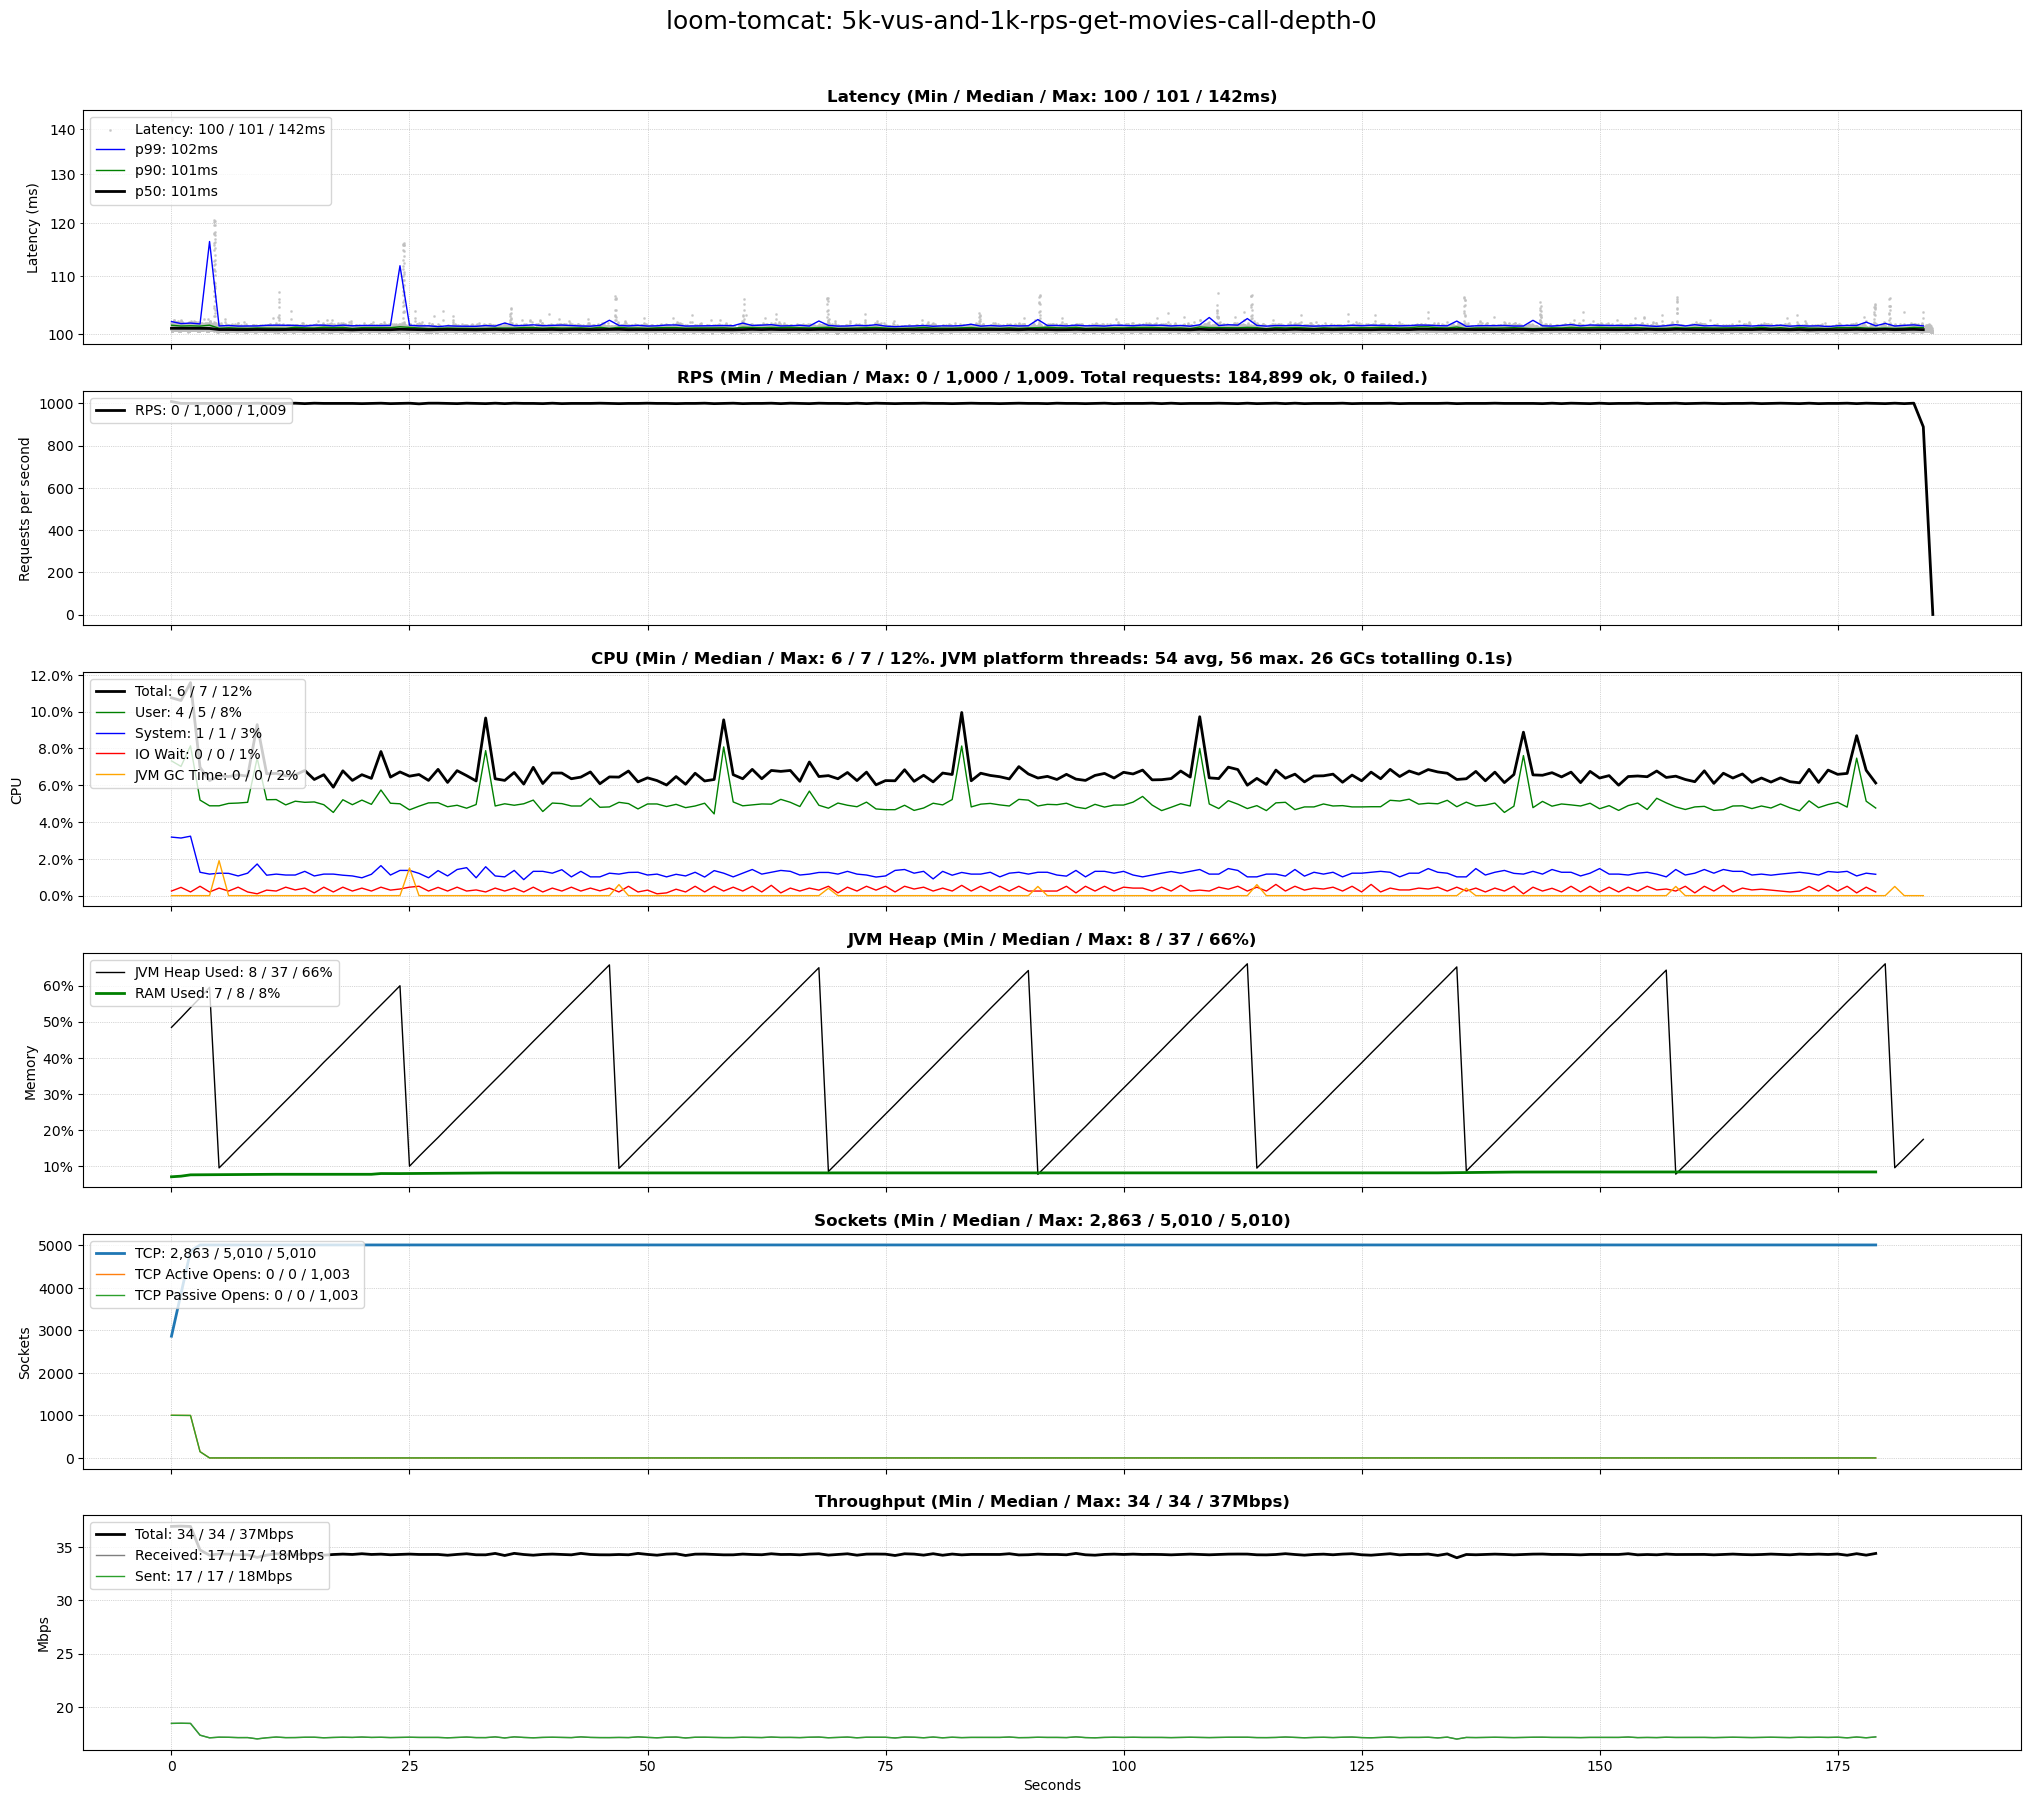 loom-tomcat: 5k-vus-and-1k-rps-get-movies-call-depth-0
Latency (Min / Median / Max: 100 / 101 / 142ms)
Latency: 100 / 101 / 142ms
p99: 102ms
p90: 101ms
p50: 101ms
Latency (ms)
140
130
120
110
100
RPS (Min / Median / Max: 0 / 1,000 / 1,009. Total requests: 184,899 ok, 0 failed.)
RPS: 0 / 1,000 / 1,009
Requests per second
1000
800
600
400
200
0
CPU (Min / Median / Max: 6 / 7 / 12%. JVM platform threads: 54 avg, 56 max. 26 GCs totalling 0.1s)
Total: 6 / 7 / 12%
User: 4 / 5 / 8%
System: 1 / 1 / 3%
IO Wait: 0 / 0 / 1%
JVM GC Time: 0 / 0 / 2%
CPU
12.0%
10.0%
8.0%
6.0%
4.0%
2.0%
0.0%
JVM Heap (Min / Median / Max: 8 / 37 / 66%)
JVM Heap Used: 8 / 37 / 66%
RAM Used: 7 / 8 / 8%
Memory
60%
50%
40%
30%
20%
10%
Sockets (Min / Median / Max: 2,863 / 5,010 / 5,010)
TCP: 2,863 / 5,010 / 5,010
TCP Active Opens: 0 / 0 / 1,003
TCP Passive Opens: 0 / 0 / 1,003
Sockets
5000
4000
3000
2000
1000
0
Throughput (Min / Median / Max: 34 / 34 / 37Mbps)
Total: 34 / 34 / 37Mbps
Received: 17 / 17 / 18Mbps
Sent: 17 / 17 / 18Mbps
Mbps
35
30
25
20
0 25 50 75 100 125 150 175
Seconds